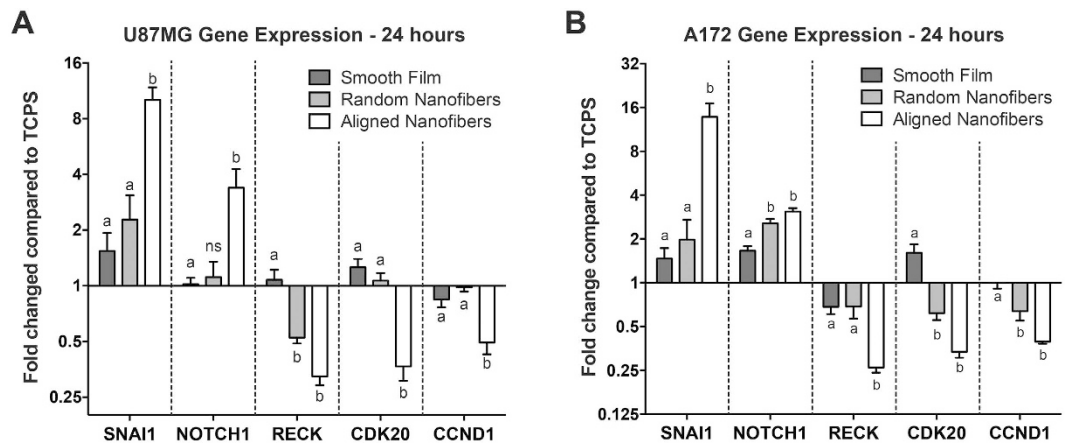 A
U87MG Gene Expression - 24 hours
Fold changed compared to TCPS
16
8
4
2
1
0.5
0.25
Smooth Film
Random Nanofibers
Aligned Nanofibers
a
a
b
a
ns
b
a
b
b
a
a
b
a
a
b
SNAI1 NOTCH1 RECK CDK20 CCND1
B
A172 Gene Expression - 24 hours
Fold change compared to TCPS
32
16
8
4
2
1
0.5
0.25
0.125
Smooth Film
Random Nanofibers
Aligned Nanofibers
a
a
b
a
b
b
a
a
b
a
b
b
a
b
b
SNAI1 NOTCH1 RECK CDK20 CCND1